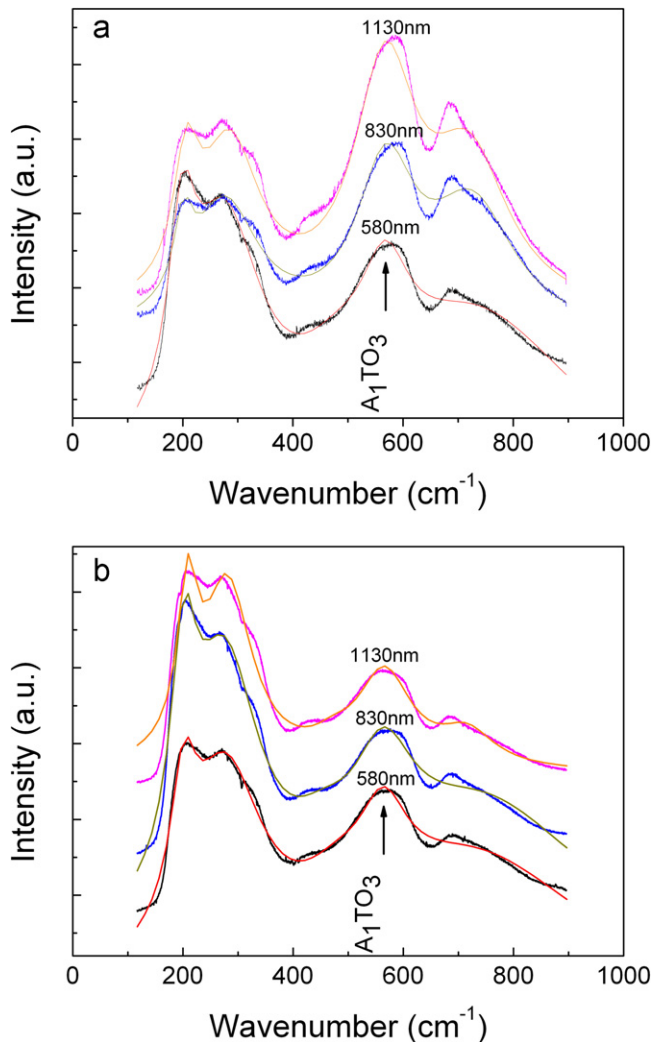 a
1130nm
830nm
580nm
A₁TO₃
Intensity (a.u.)
0 200 400 600 800 1000
Wavenumber (cm⁻¹)
b
1130nm
830nm
580nm
A₁TO₃
Intensity (a.u.)
0 200 400 600 800 1000
Wavenumber (cm⁻¹)